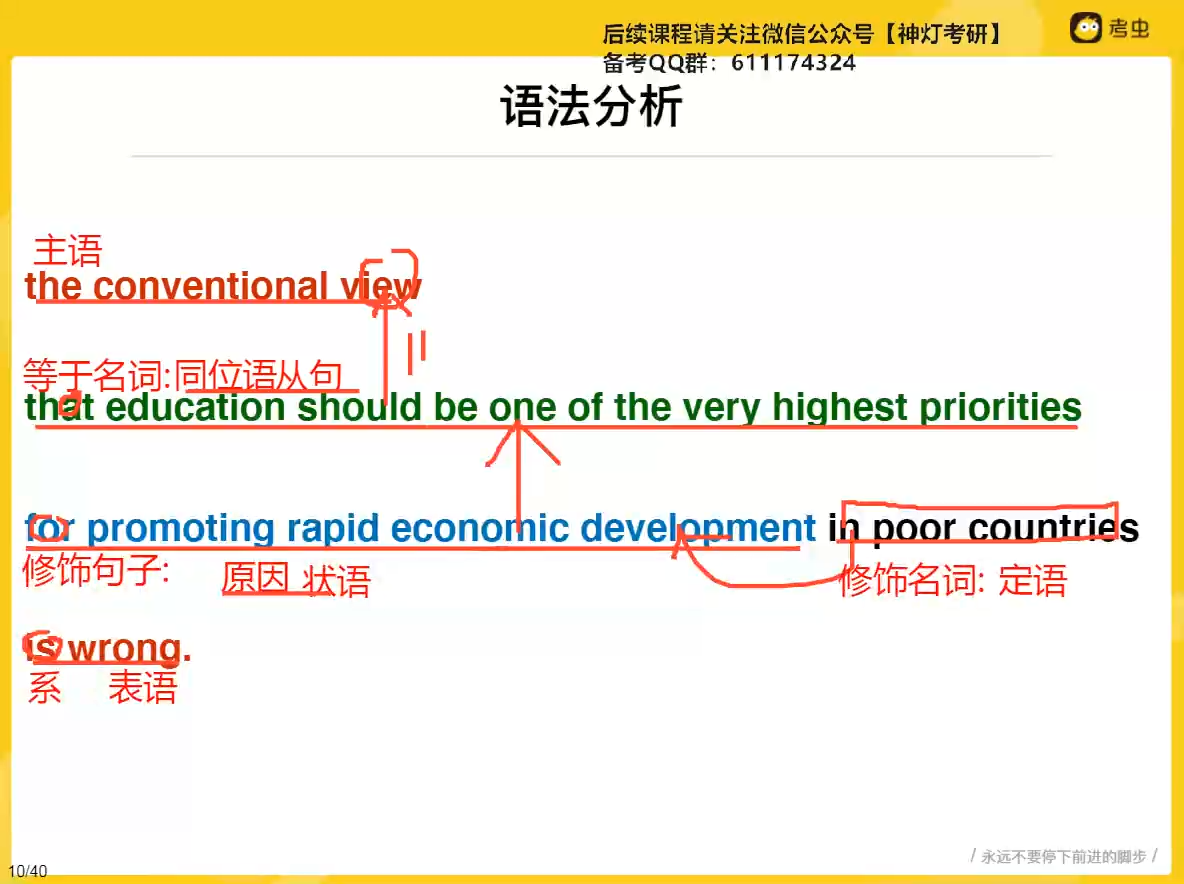 后续课程请关注微信公众号【神灯考研】
备考QQ群：611174324
考虫
语法分析
主语
the conventional view
等于名词:同位语从句
that education should be one of the very highest priorities
for promoting rapid economic development in poor countries
修饰句子: 原因 状语 修饰名词: 定语
is wrong.
系 表语
/ 永远不要停下前进的脚步 /
10/40